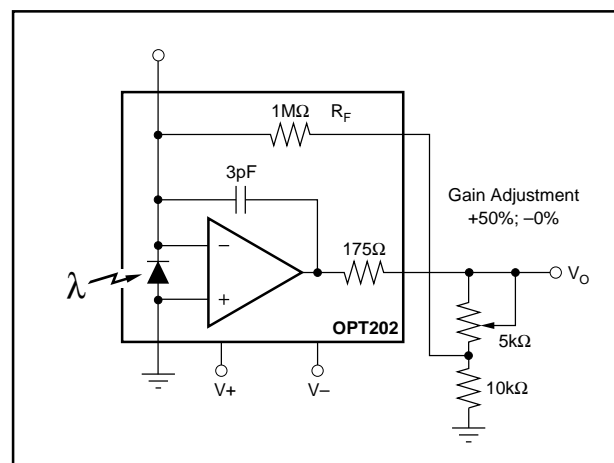 1MΩ R_F
3pF
Gain Adjustment
+50%; –0%
175Ω
–
λ
+
V_O
OPT202
5kΩ
10kΩ
V+ V–